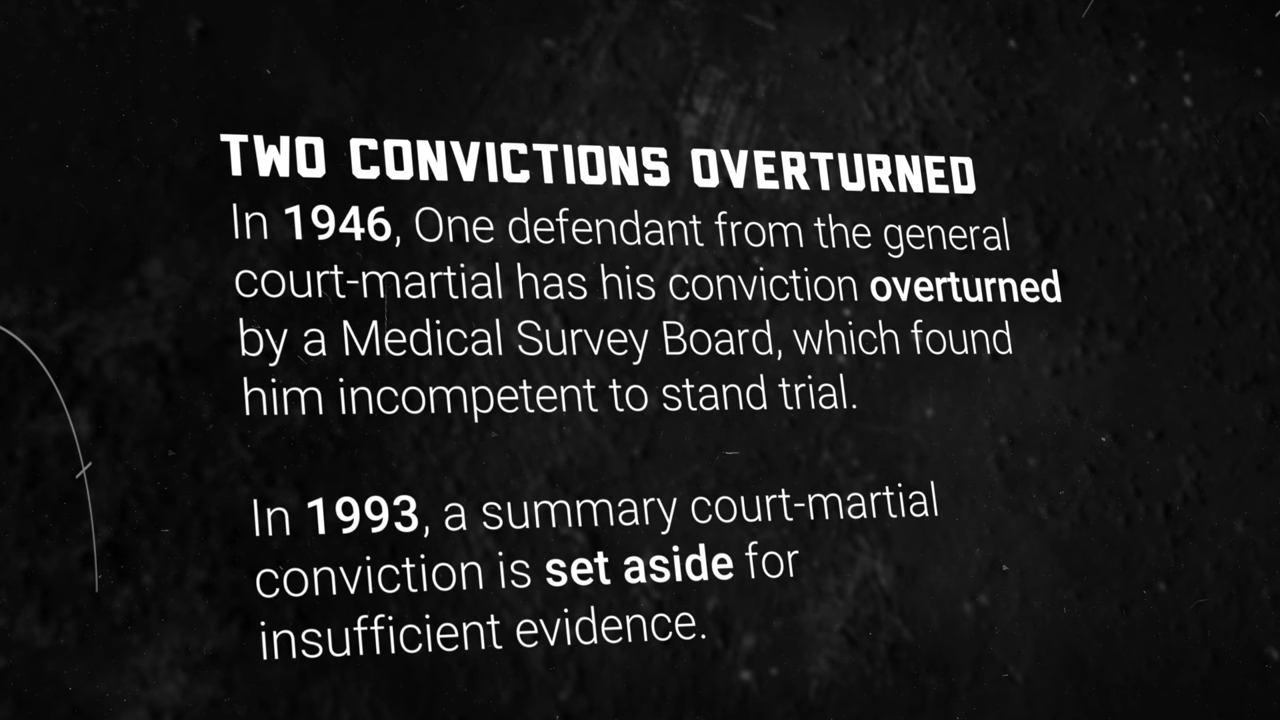 TWO CONVICTIONS OVERTURNED
In 1946, One defendant from the general
court-martial has his conviction overturned
by a Medical Survey Board, which found
him incompetent to stand trial.
In 1993, a summary court-martial
conviction is set aside for
insufficient evidence.